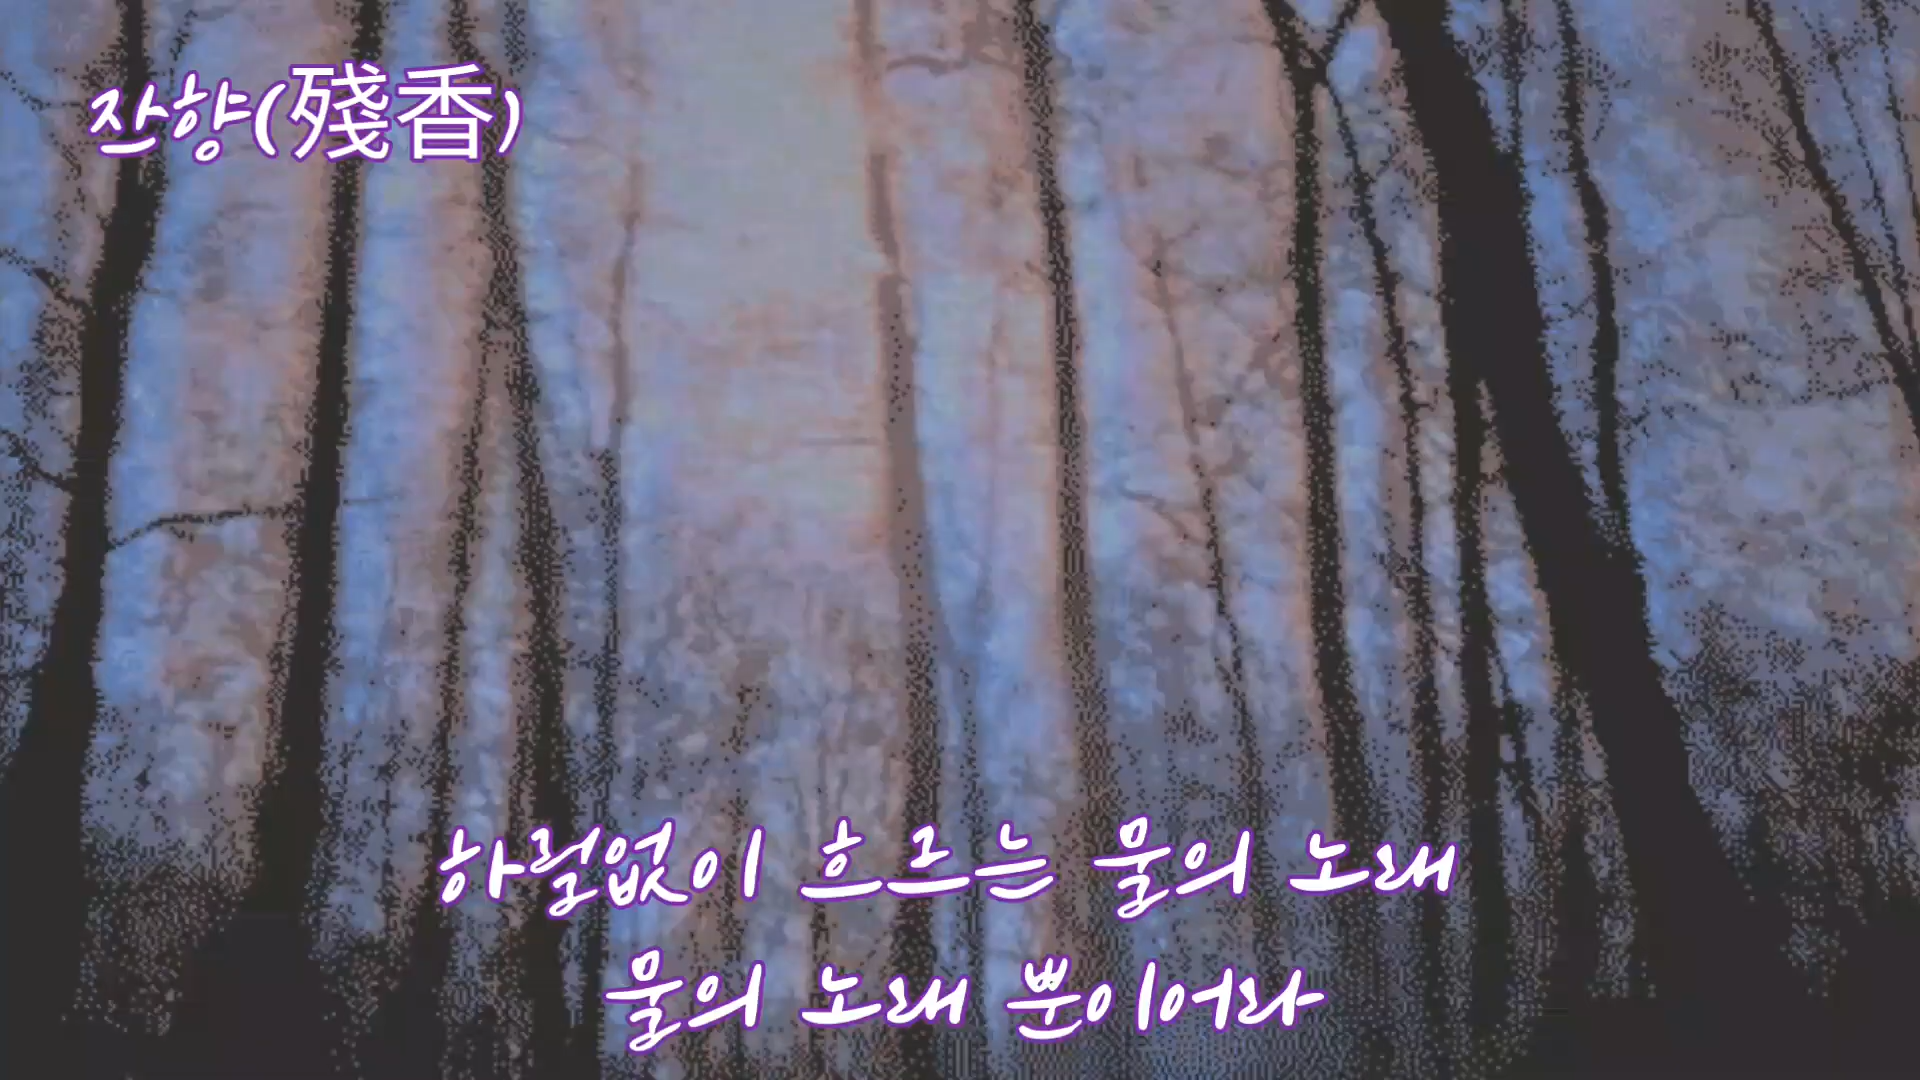 잔향(殘香)
하릴없이 흐르는 물의 노래
물의 노래 뿐이어라